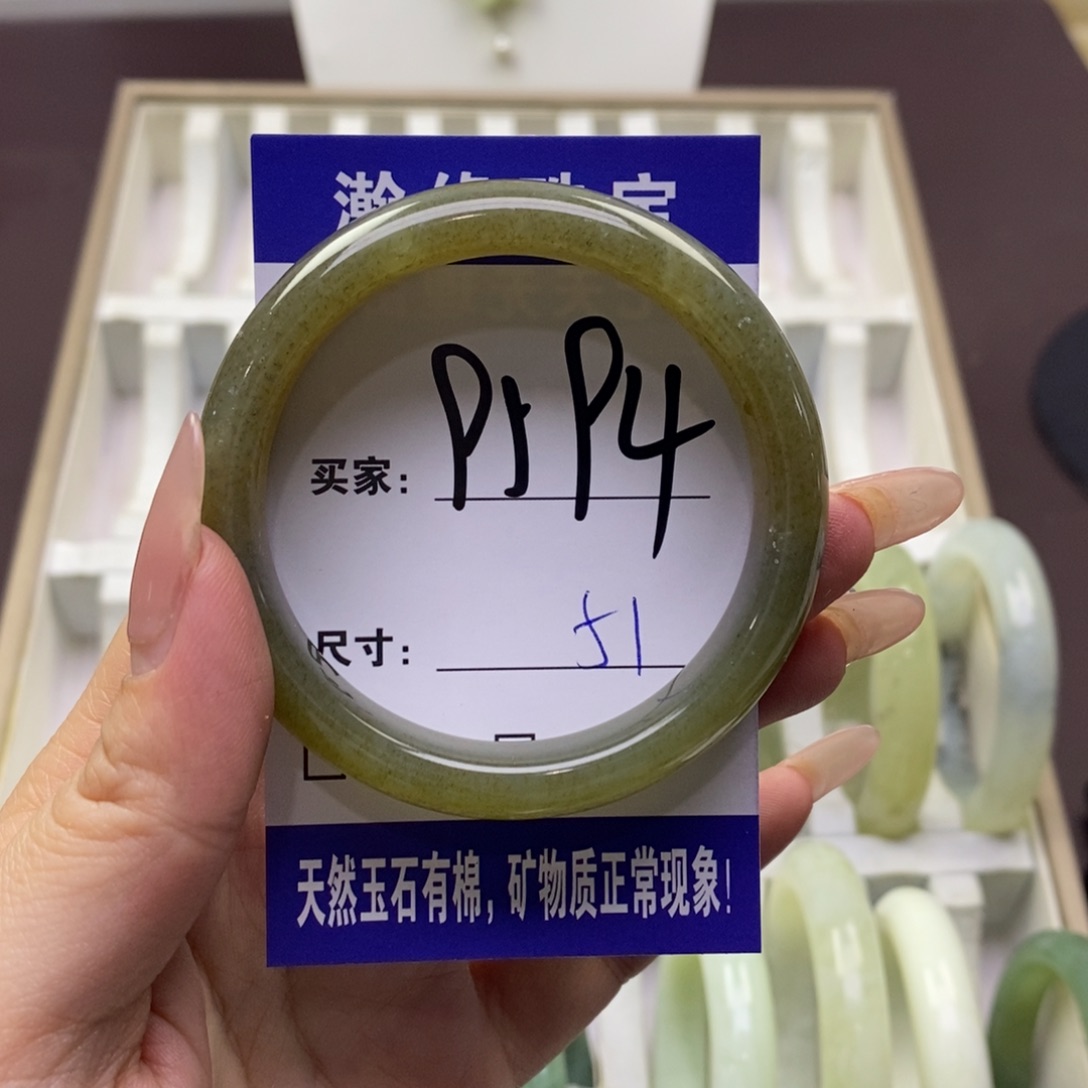 瀚
买家: PJP4
尺寸: 51
天然玉石有棉, 矿物质正常现象!